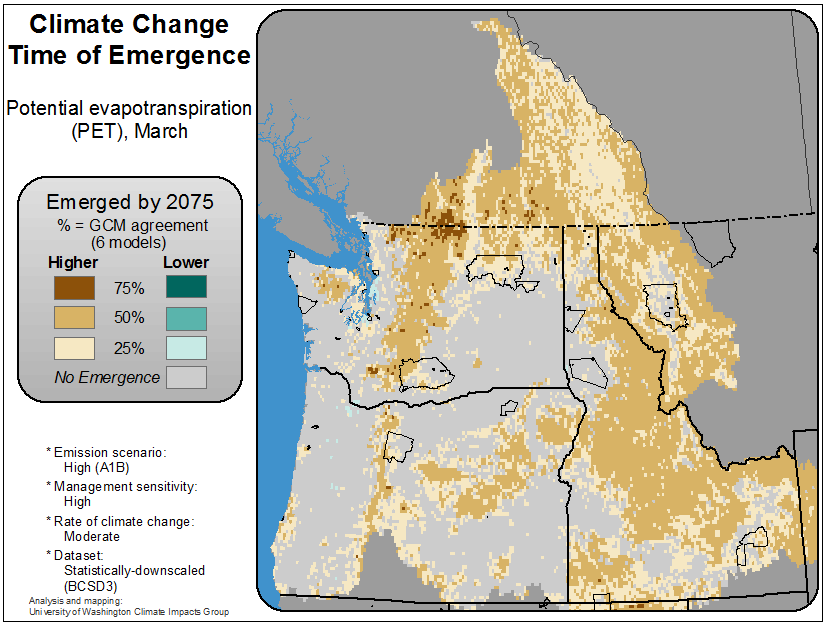 Climate Change
Time of Emergence
Potential evapotranspiration
(PET), March
Emerged by 2075
% = GCM agreement
(6 models)
Higher Lower
75%
50%
25%
No Emergence
* Emission scenario:
High (A1B)
* Management sensitivity:
High
* Rate of climate change:
Moderate
* Dataset:
Statistically-downscaled
(BCSD3)
Analysis and mapping:
University of Washington Climate Impacts Group